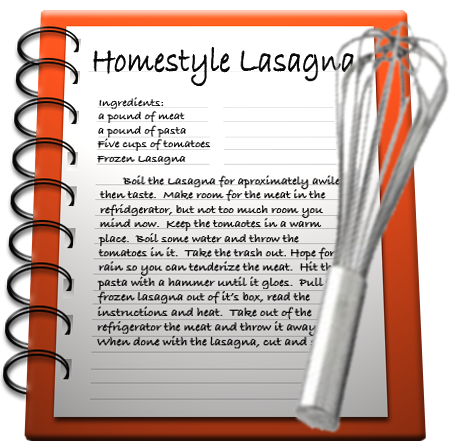 Homestyle Lasagna
Ingredients:
a pound of meat
a pound of pasta
Five cups of tomatoes
Frozen Lasagna
Boil the Lasagna for aproximately awile
then taste. Make room for the meat in the
refridgerator, but not too much room you
mind now. Keep the tomaotes in a warm
place. Boil some water and throw the
tomatoes in it. Take the trash out. Hope for
rain so you can tenderize the meat. Hit the
pasta with a hammer until it gloes. Pull
frozen lasagna out of it's box, read the
instructions and heat. Take out of the
refrigerator the meat and throw it away
When done with the lasagna, cut and